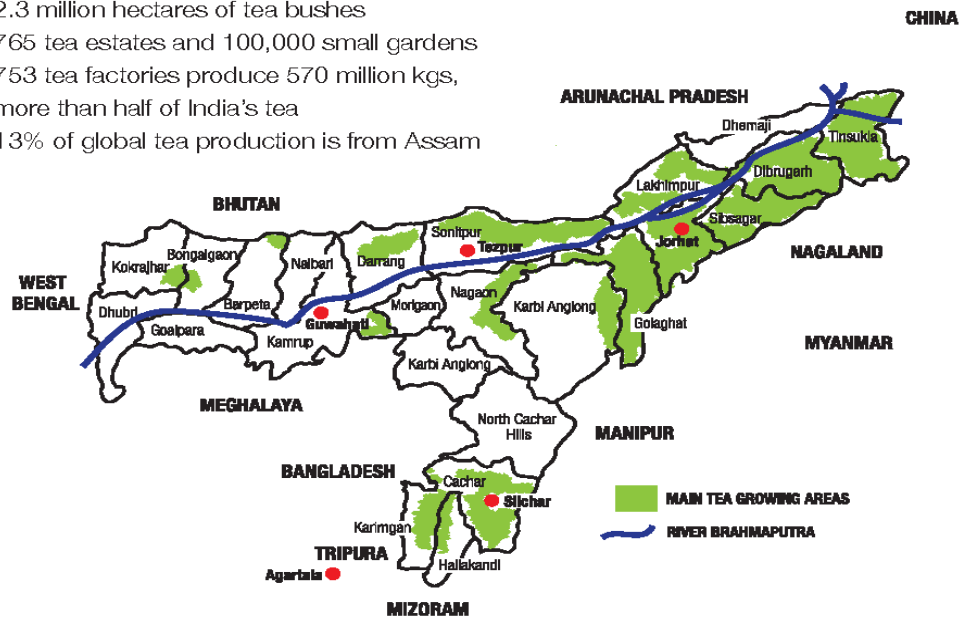 2.3 million hectares of tea bushes
765 tea estates and 100,000 small gardens
753 tea factories produce 570 million kgs,
more than half of India's tea
13% of global tea production is from Assam
CHINA
ARUNACHAL PRADESH
Dhemaji
Tinsukia
Dibrugarh
Lakhimpur
BHUTAN
Sibsagar
Sonitpur
Jorhat
Tezpur
NAGALAND
Bongaigaon
Nalbari
Darrang
Kokrajhar
WEST
BENGAL
Dhubri
Barpeta
Morigaon
Nagaon
Karbi Anglong
Goalpara
Guwahati
Golaghat
Kamrup
MYANMAR
Karbi Anglong
MEGHALAYA
North Cachar
Hills
MANIPUR
BANGLADESH
Cachar
Silchar
MAIN TEA GROWING AREAS
Karimgan
RIVER BRAHMAPUTRA
TRIPURA
Hailakandi
Agartala
MIZORAM